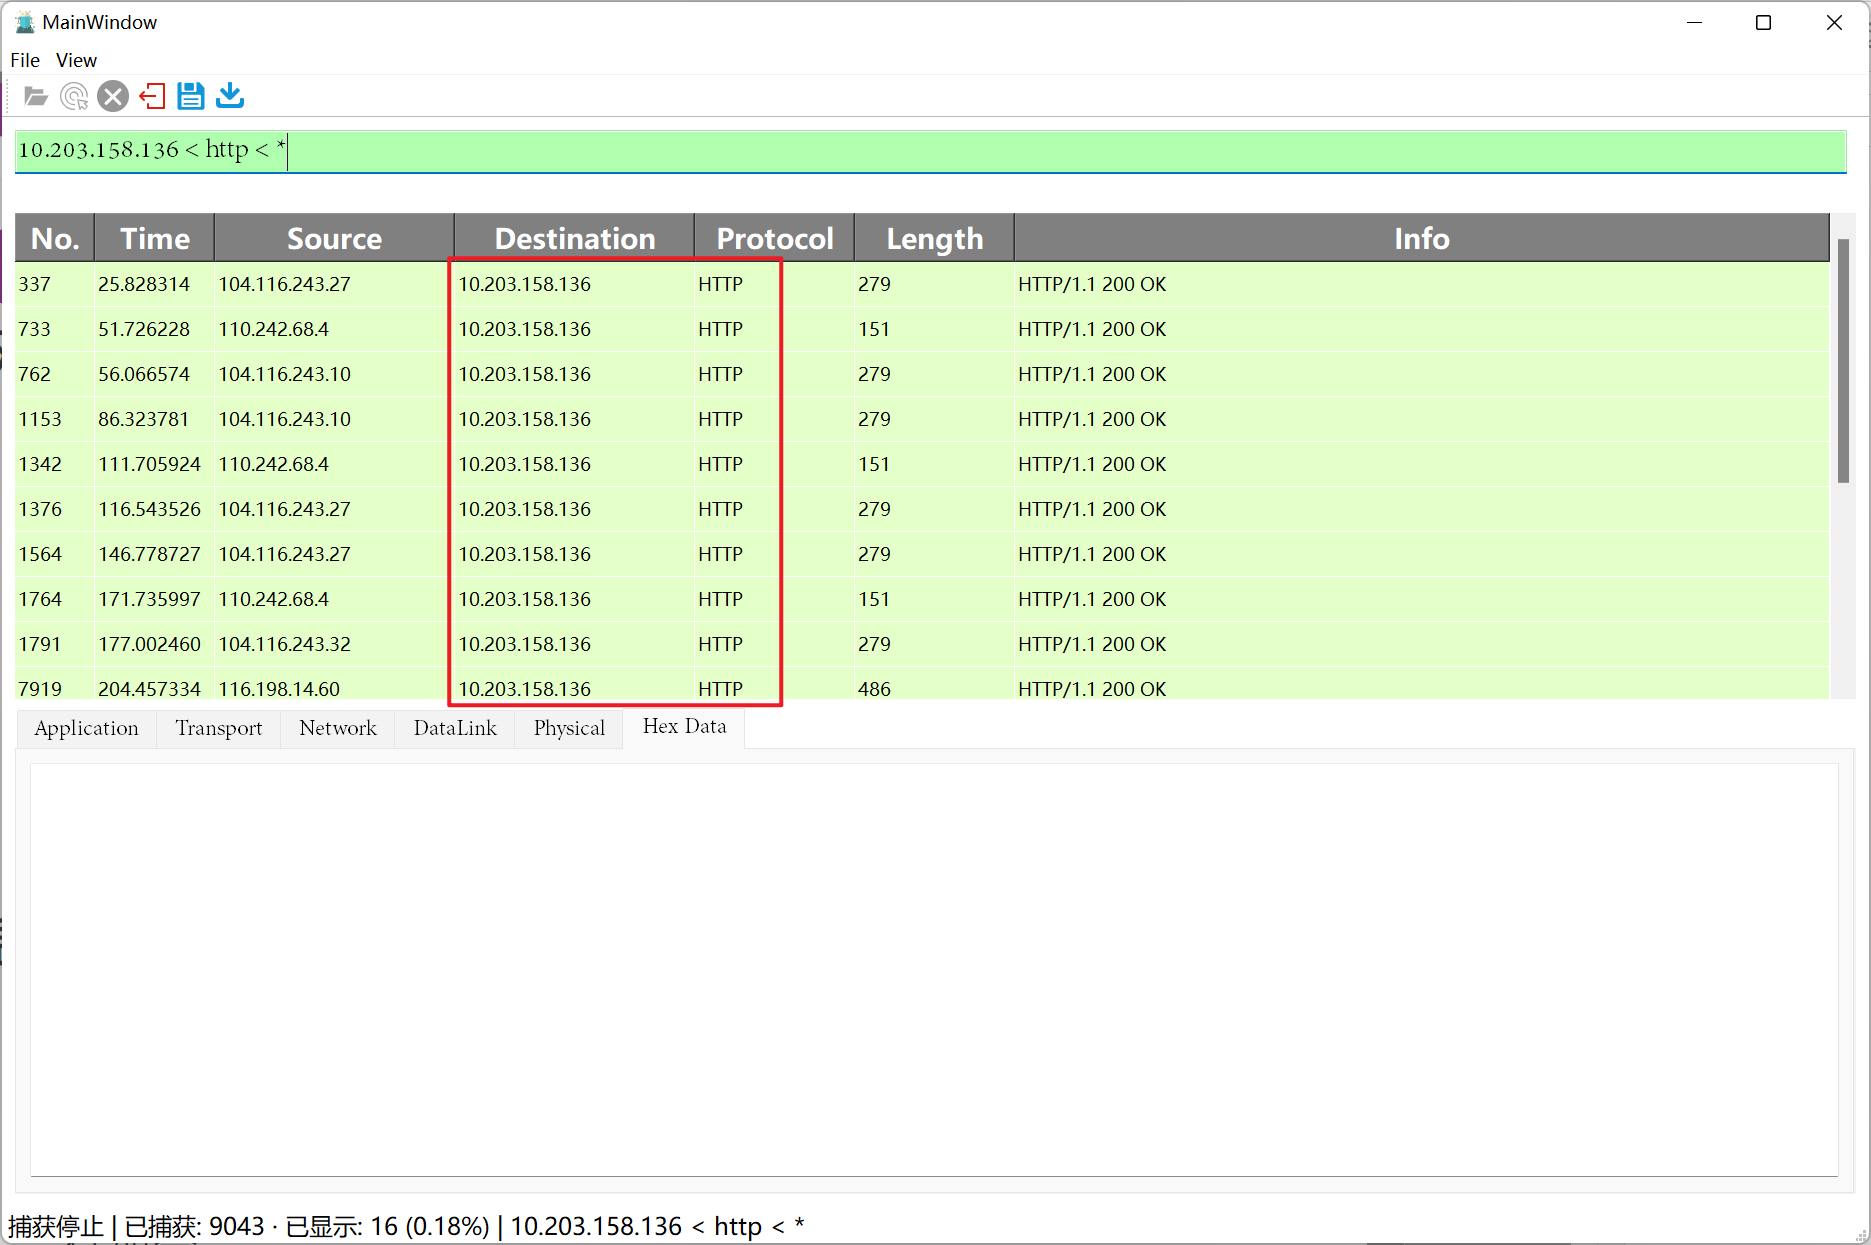 MainWindow
File View
10.203.158.136 < http < *
No. Time Source Destination Protocol Length Info
337 25.828314 104.116.243.27 10.203.158.136 HTTP 279 HTTP/1.1 200 OK
733 51.726228 110.242.68.4 10.203.158.136 HTTP 151 HTTP/1.1 200 OK
762 56.066574 104.116.243.10 10.203.158.136 HTTP 279 HTTP/1.1 200 OK
1153 86.323781 104.116.243.10 10.203.158.136 HTTP 279 HTTP/1.1 200 OK
1342 111.705924 110.242.68.4 10.203.158.136 HTTP 151 HTTP/1.1 200 OK
1376 116.543526 104.116.243.27 10.203.158.136 HTTP 279 HTTP/1.1 200 OK
1564 146.778727 104.116.243.27 10.203.158.136 HTTP 279 HTTP/1.1 200 OK
1764 171.735997 110.242.68.4 10.203.158.136 HTTP 151 HTTP/1.1 200 OK
1791 177.002460 104.116.243.32 10.203.158.136 HTTP 279 HTTP/1.1 200 OK
7919 204.457334 116.198.14.60 10.203.158.136 HTTP 486 HTTP/1.1 200 OK
Application Transport Network DataLink Physical Hex Data
捕获停止 | 已捕获: 9043 · 已显示: 16 (0.18%) | 10.203.158.136 < http < *